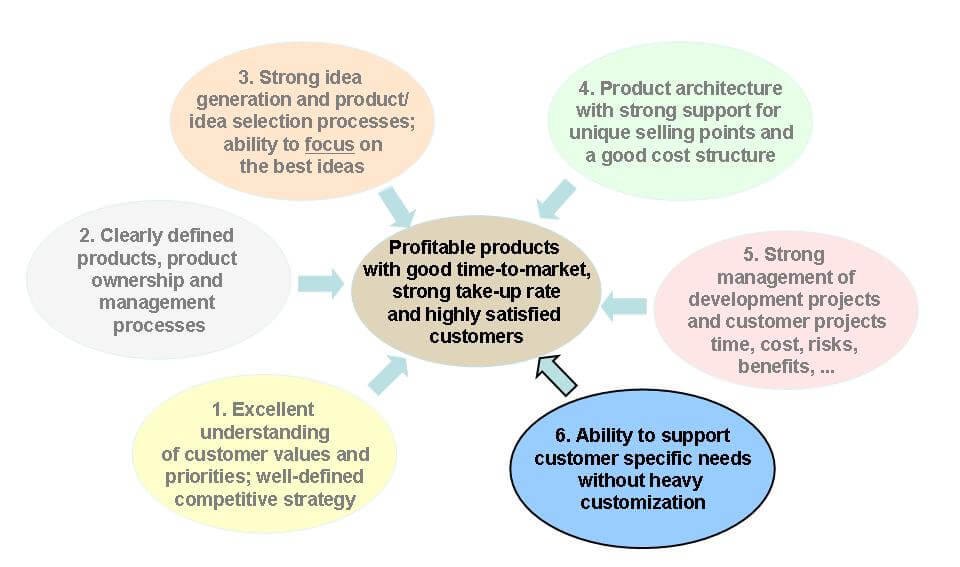 3. Strong idea
generation and product/
idea selection processes;
ability to focus on
the best ideas
4. Product architecture
with strong support for
unique selling points and
a good cost structure
2. Clearly defined
products, product
ownership and
management
processes
Profitable products
with good time-to-market,
strong take-up rate
and highly satisfied
customers
5. Strong
management of
development projects
and customer projects
time, cost, risks,
benefits, ...
1. Excellent
understanding
of customer values and
priorities; well-defined
competitive strategy
6. Ability to support
customer specific needs
without heavy
customization